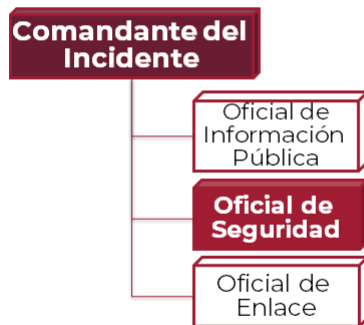 Comandante del
Incidente
Oficial de
Información
Pública
Oficial de
Seguridad
Oficial de
Enlace